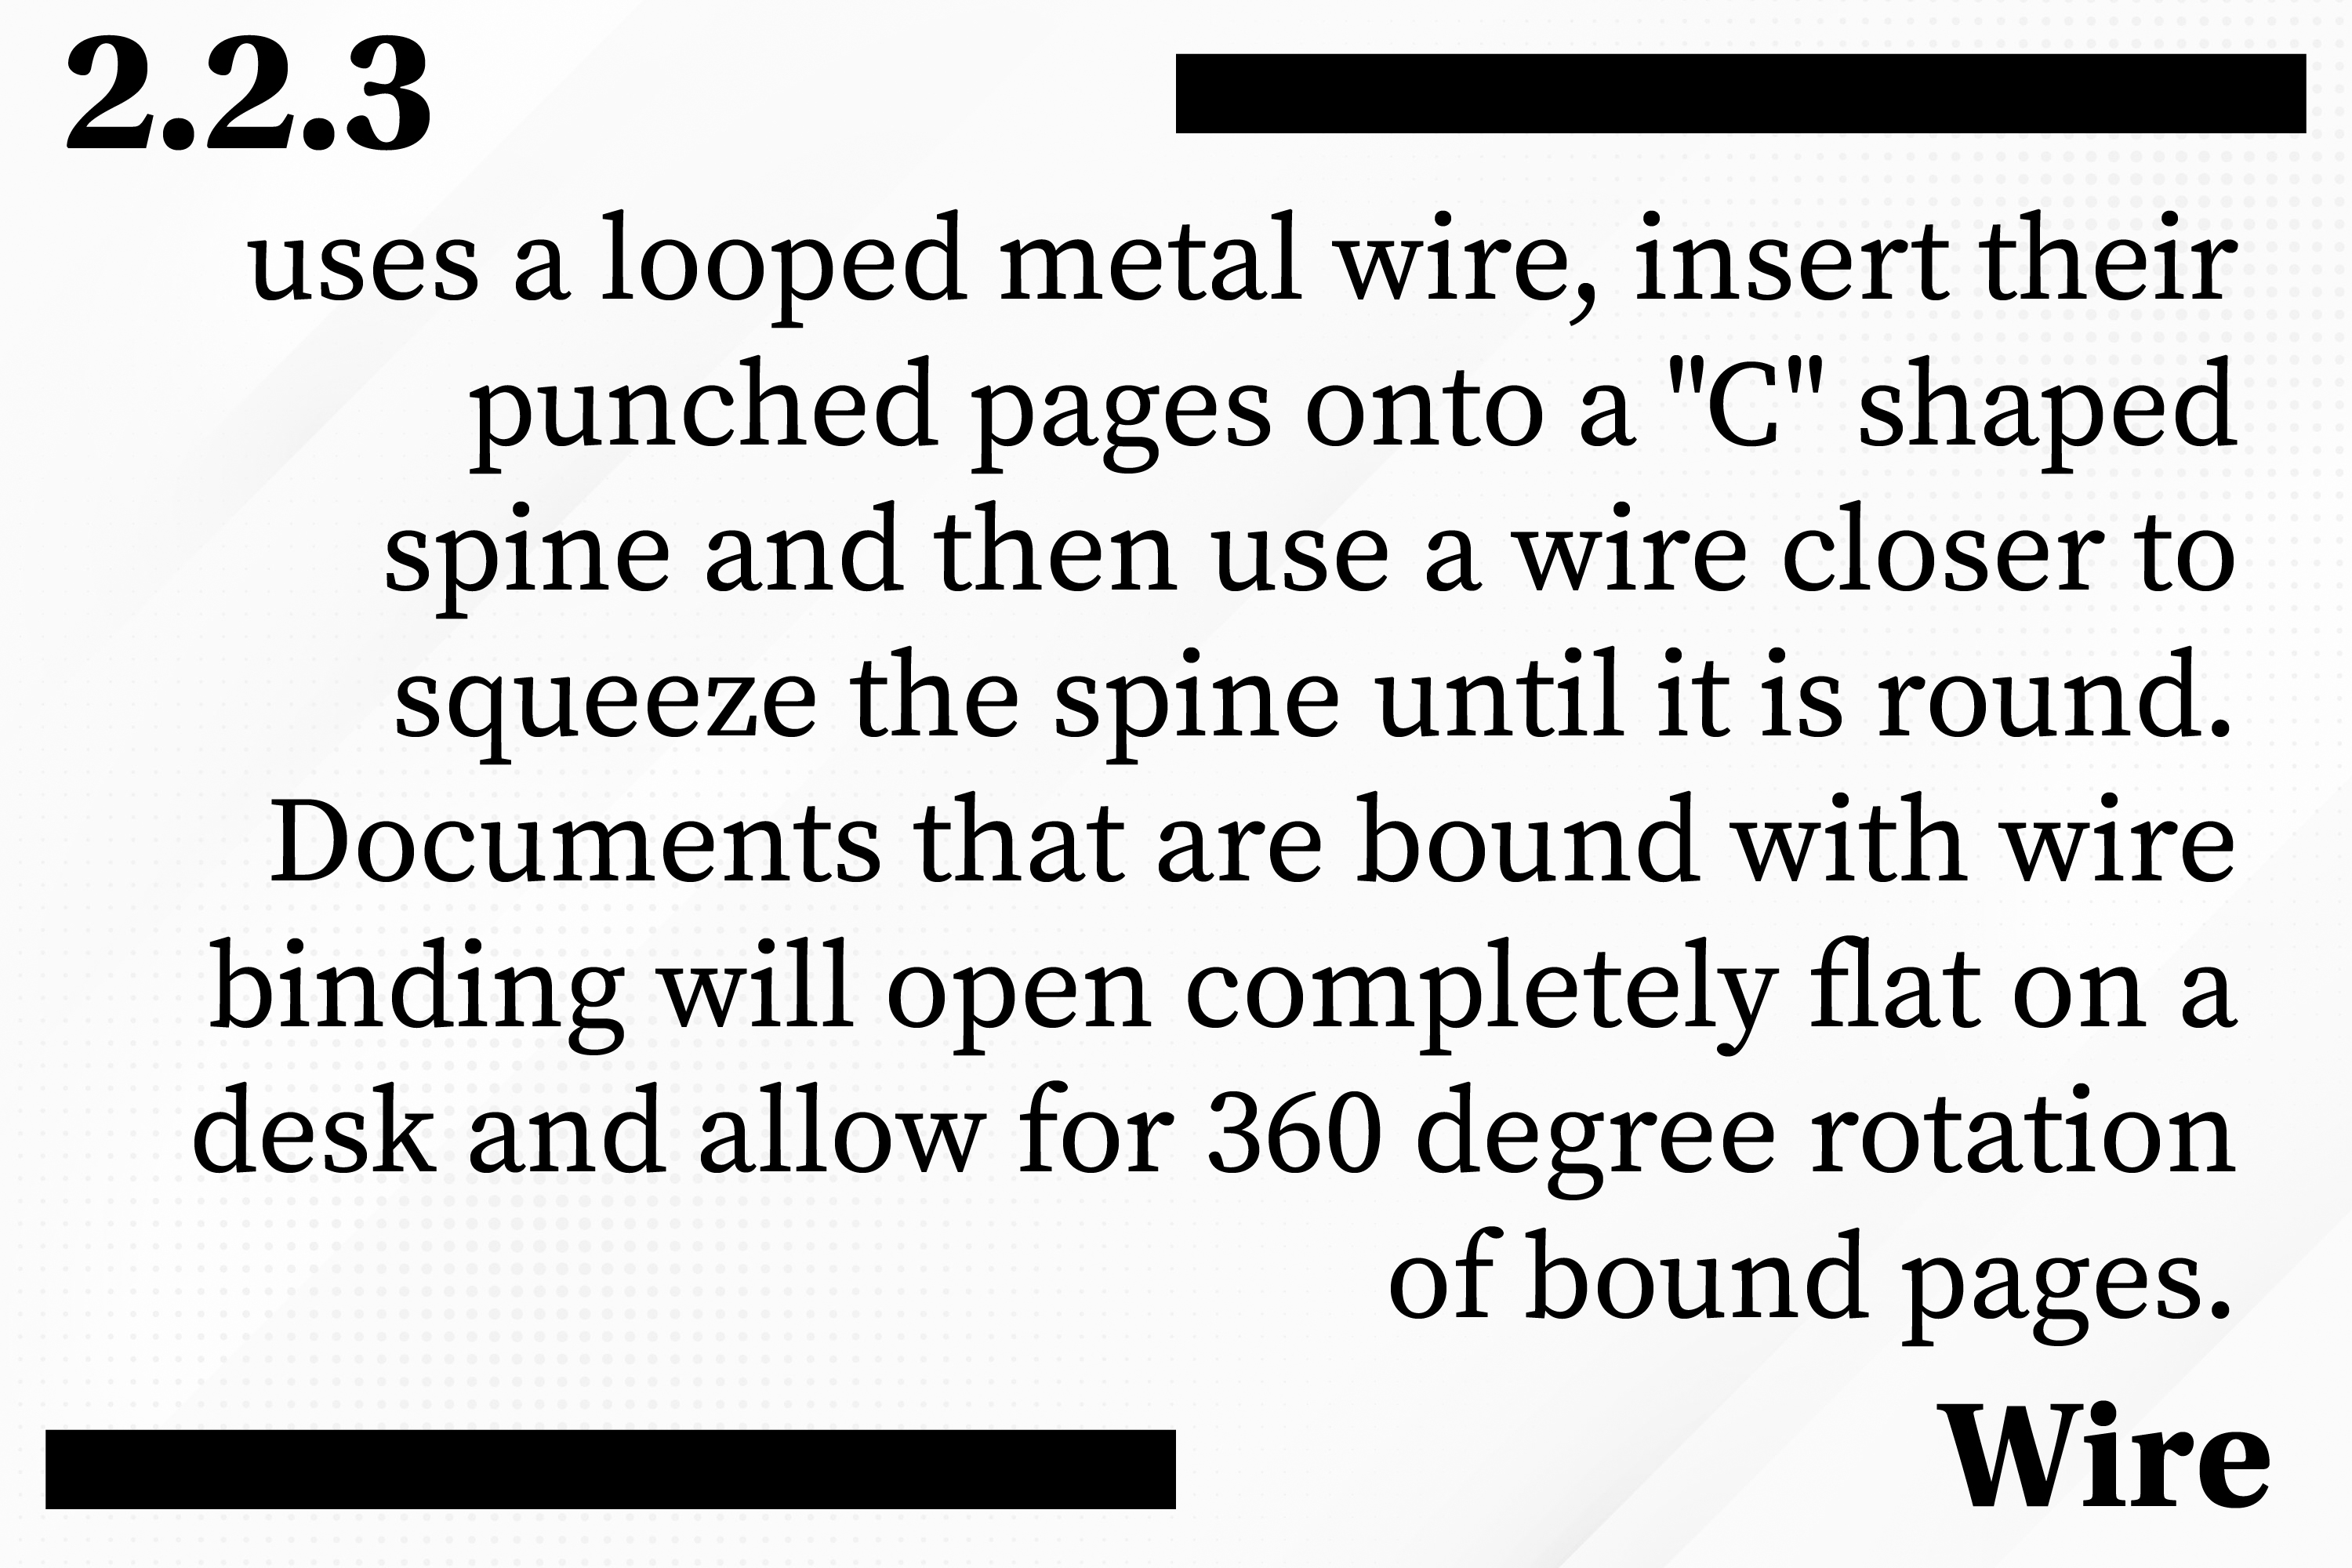 2.2.3
uses a looped metal wire, insert their
punched pages onto a "C" shaped
spine and then use a wire closer to
squeeze the spine until it is round.
Documents that are bound with wire
binding will open completely flat on a
desk and allow for 360 degree rotation
of bound pages.
Wire